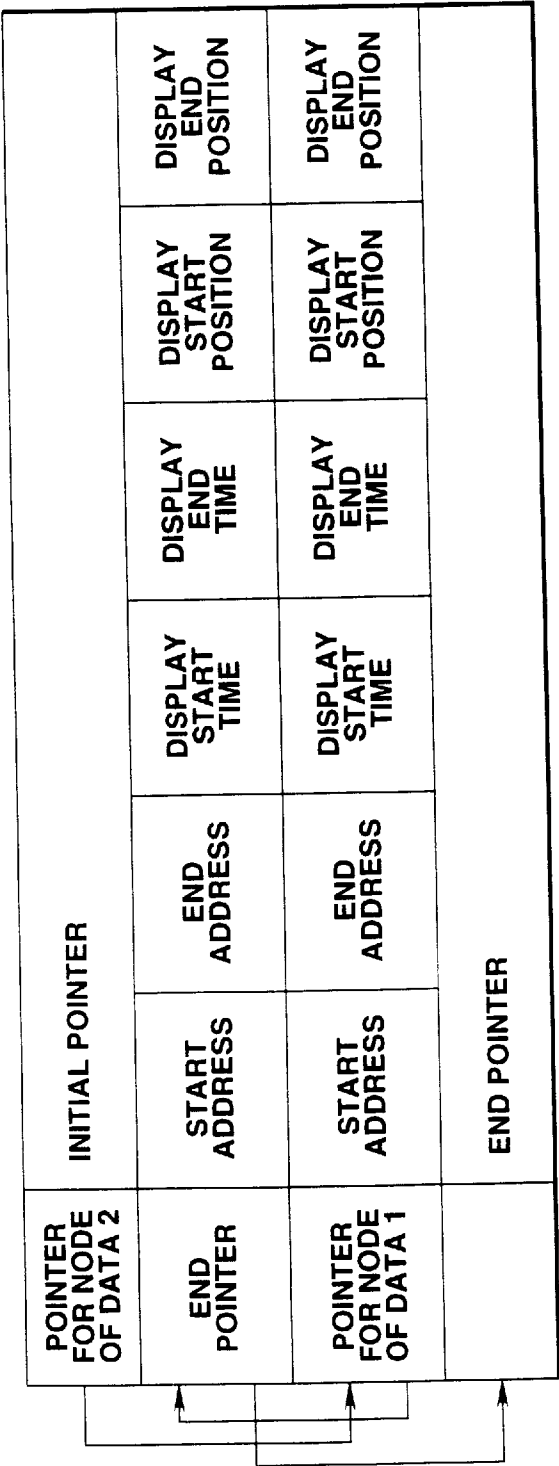 POINTER
FOR NODE
OF DATA 2
INITIAL POINTER
END
POINTER
START
ADDRESS
END
ADDRESS
DISPLAY
START
TIME
DISPLAY
END
TIME
DISPLAY
START
POSITION
DISPLAY
END
POSITION
POINTER
FOR NODE
OF DATA 1
START
ADDRESS
END
ADDRESS
DISPLAY
START
TIME
DISPLAY
END
TIME
DISPLAY
START
POSITION
DISPLAY
END
POSITION
END POINTER